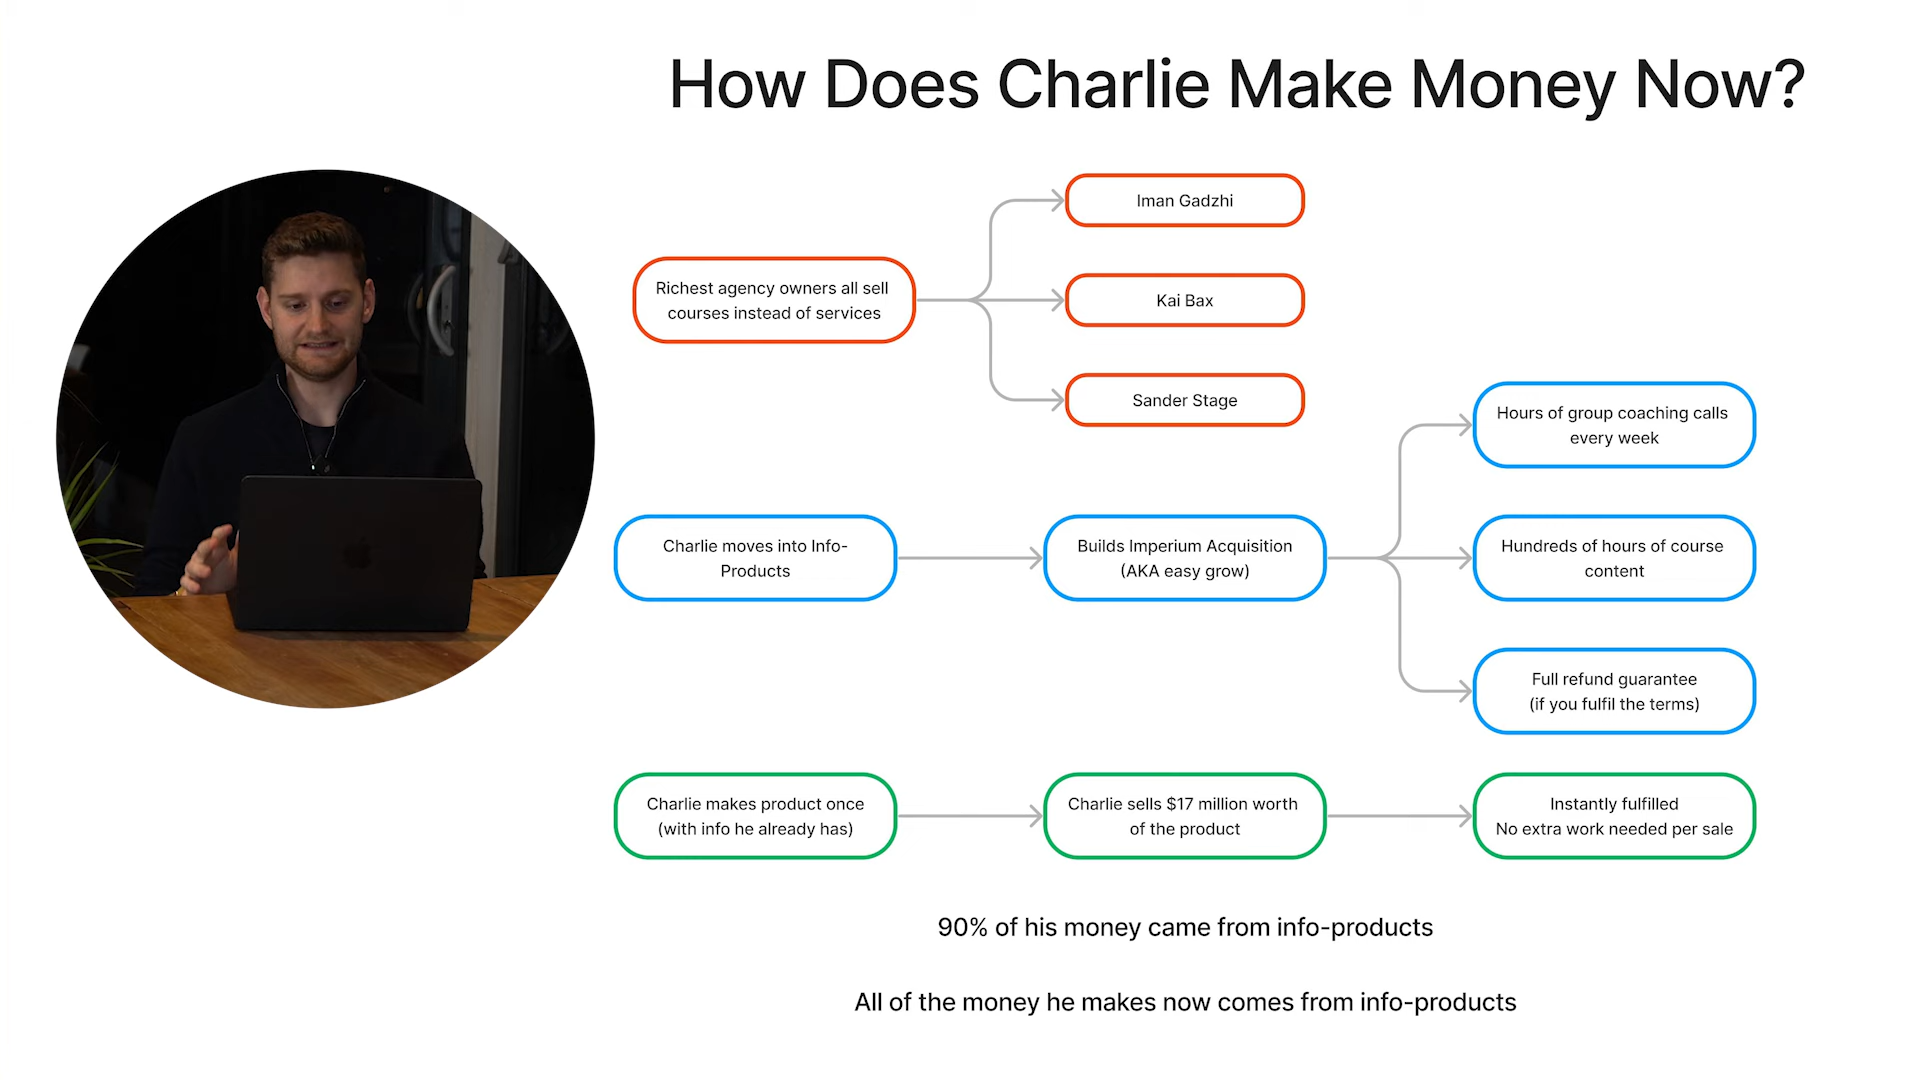 How Does Charlie Make Money Now?
Richest agency owners all sell
courses instead of services
Iman Gadzhi
Kai Bax
Sander Stage
Charlie moves into Info-
Products
Builds Imperium Acquisition
(AKA easy grow)
Hours of group coaching calls
every week
Hundreds of hours of course
content
Full refund guarantee
(if you fulfil the terms)
Charlie makes product once
(with info he already has)
Charlie sells $17 million worth
of the product
Instantly fulfilled
No extra work needed per sale
90% of his money came from info-products
All of the money he makes now comes from info-products